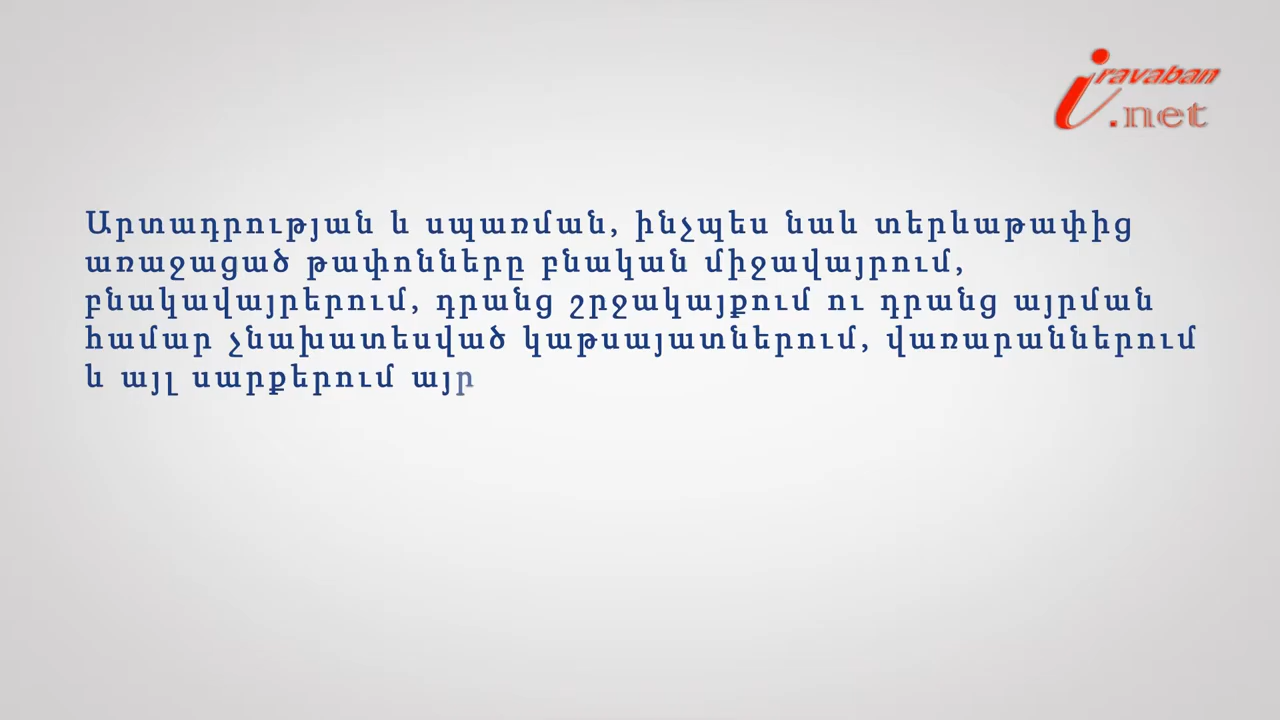 iravaban
.net
Արտադրության և սպառման, ինչպես նաև տերևաթափից
առաջացած թափոնները բնական միջավայրում,
բնակավայրերում, դրանց շրջակայքում ու դրանց այրման
համար չնախատեսված կաթսայատներում, վառարաններում
և այլ սարքերում այր